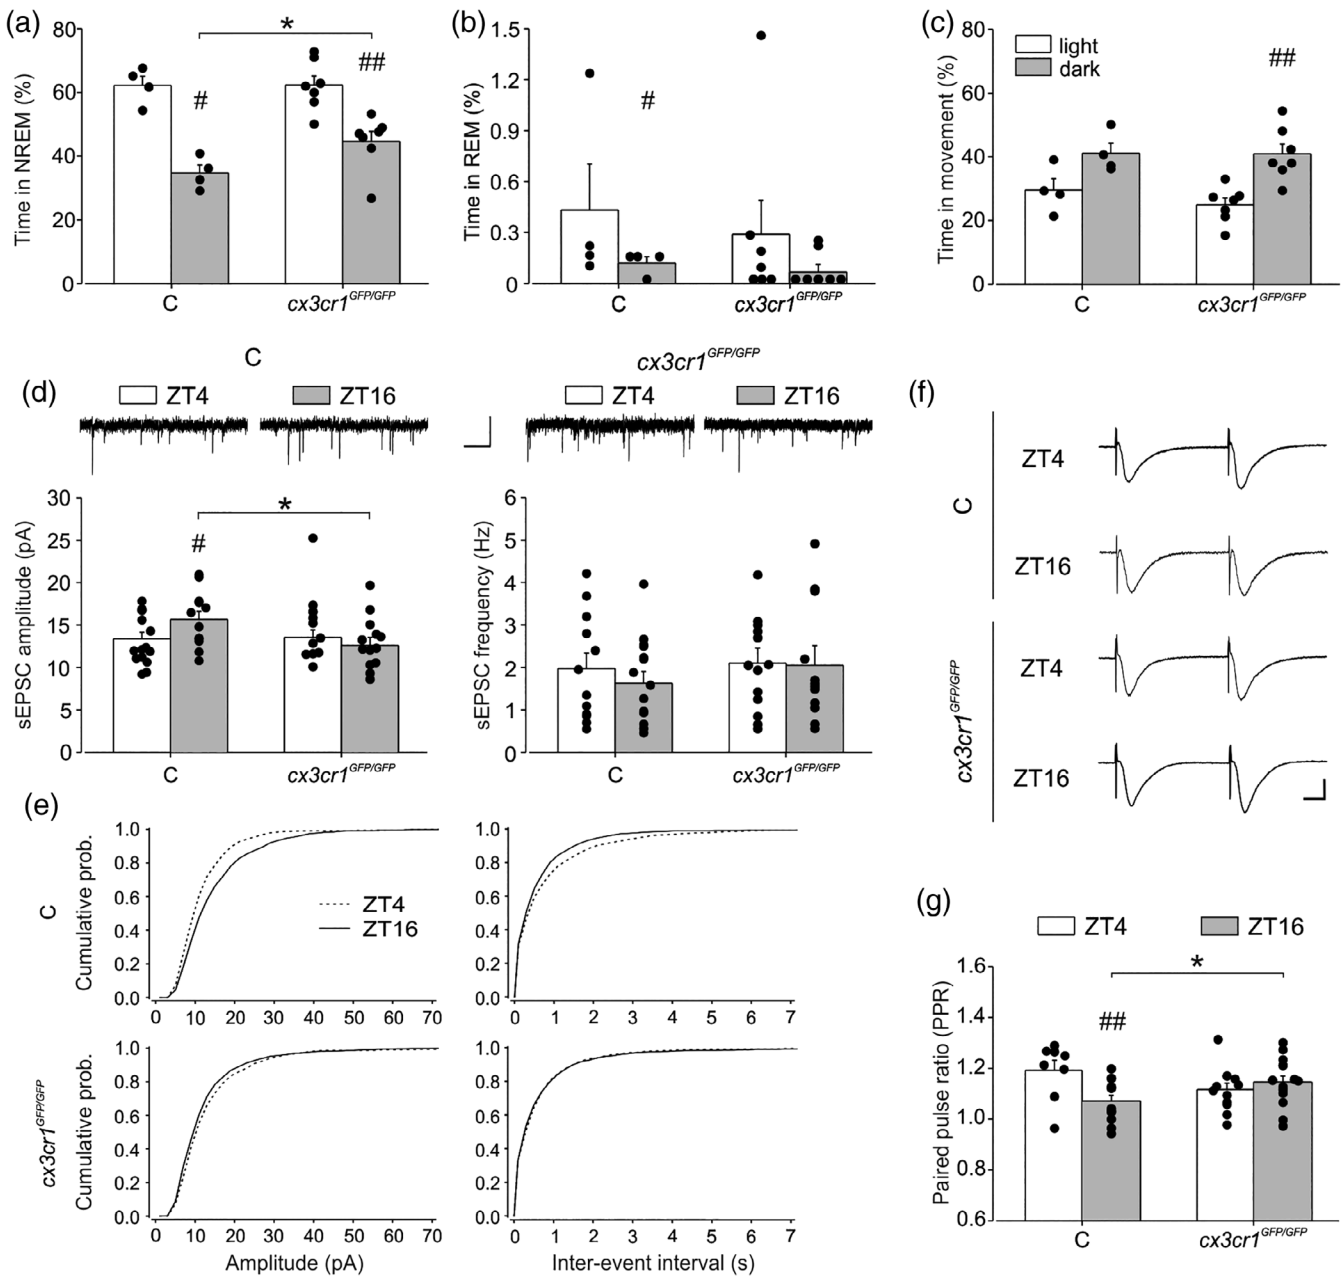 (a)
80
60
40
20
0
Time in NREM (%)
*
#
##
C
cx3cr1GFP/GFP
(b)
1.5
1.2
0.9
0.6
0.3
0
Time in REM (%)
#
C
cx3cr1GFP/GFP
(c)
80
60
40
20
0
Time in movement (%)
light
dark
##
C
cx3cr1GFP/GFP
(d)
C
ZT4 ZT16
cx3cr1GFP/GFP
ZT4 ZT16
30
25
20
15
10
5
0
sEPSC amplitude (pA)
*
#
C
cx3cr1GFP/GFP
6
5
4
3
2
1
0
sEPSC frequency (Hz)
C
cx3cr1GFP/GFP
(e)
C
Cumulative prob.
1.0
0.8
0.6
0.4
0.2
0.0
ZT4
ZT16
0 10 20 30 40 50 60 70
1.0
0.8
0.6
0.4
0.2
0.0
0 1 2 3 4 5 6 7
cx3cr1GFP/GFP
Cumulative prob.
1.0
0.8
0.6
0.4
0.2
0.0
0 10 20 30 40 50 60 70
Amplitude (pA)
1.0
0.8
0.6
0.4
0.2
0.0
0 1 2 3 4 5 6 7
Inter-event interval (s)
(f)
C
ZT4
ZT16
cx3cr1GFP/GFP
ZT4
ZT16
(g)
ZT4 ZT16
1.6
1.4
1.2
1.0
0.8
0.6
Paired pulse ratio (PPR)
*
##
C
cx3cr1GFP/GFP